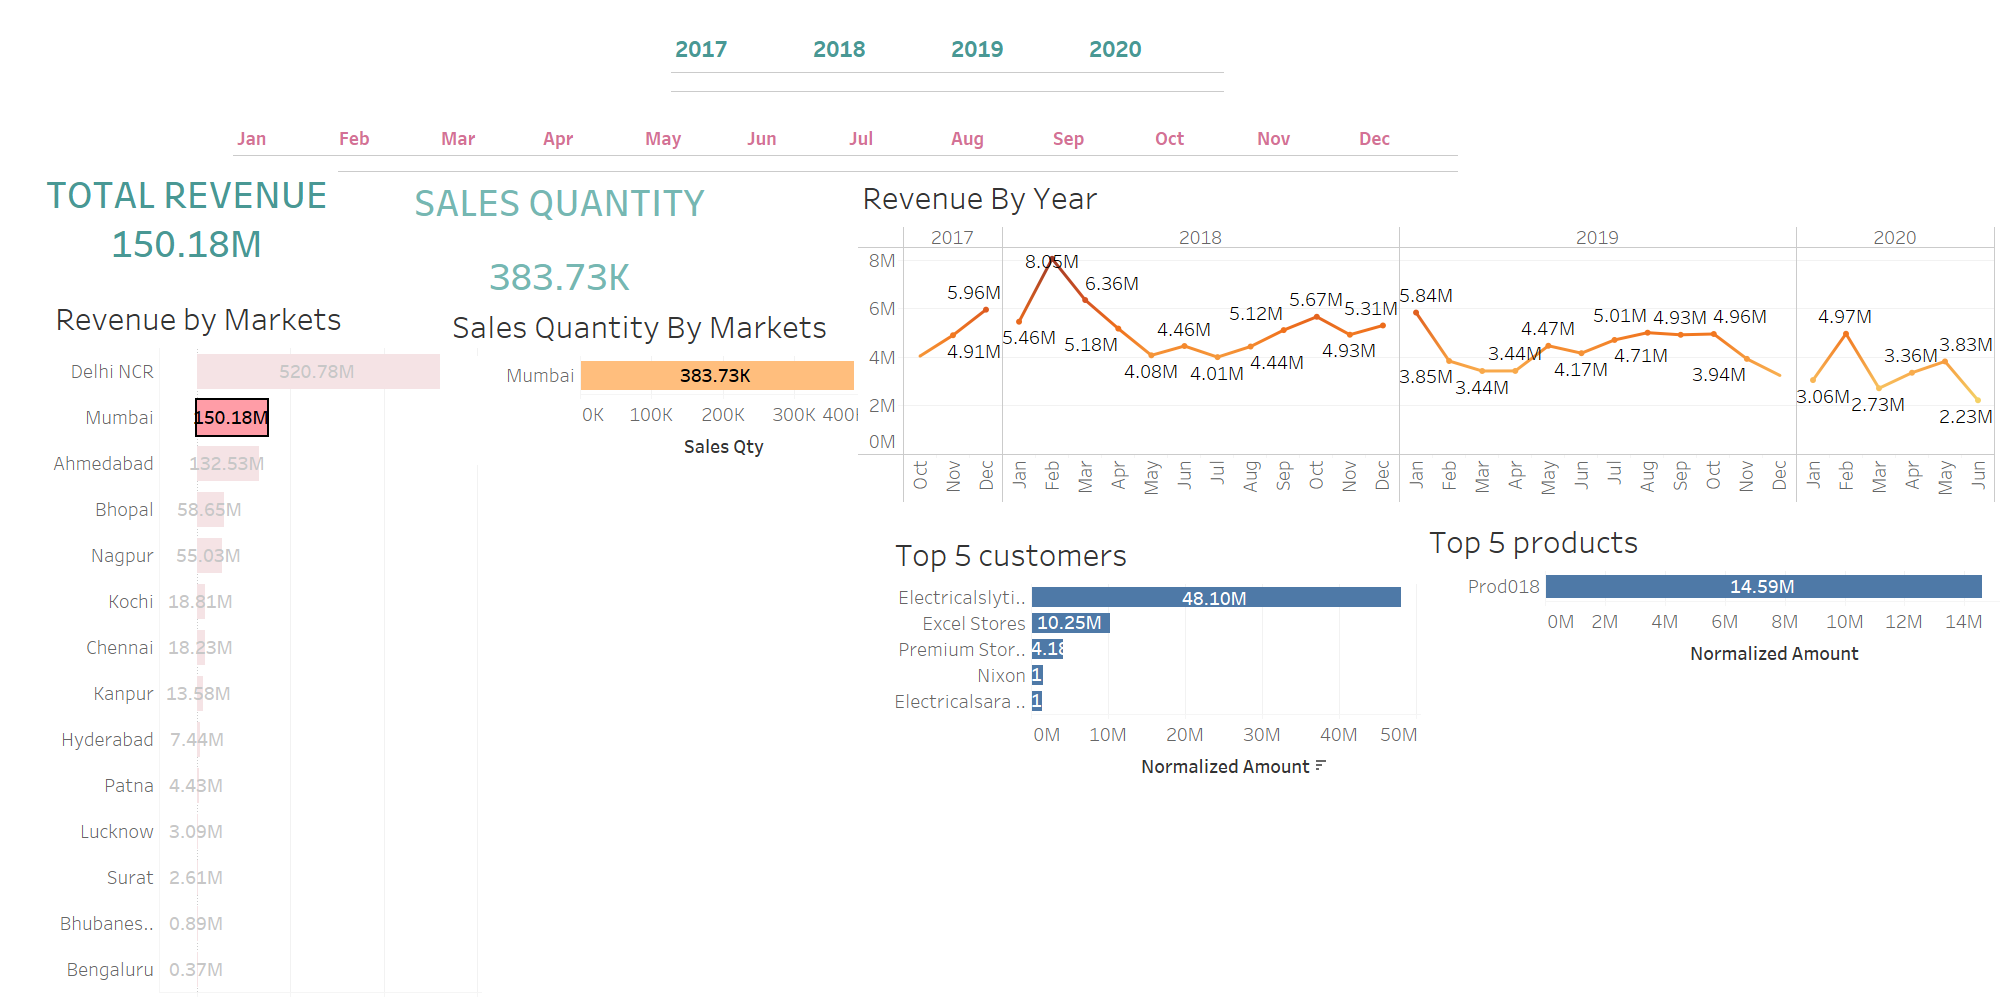 2017 2018 2019 2020
Jan Feb Mar Apr May Jun Jul Aug Sep Oct Nov Dec
TOTAL REVENUE
150.18M
SALES QUANTITY
383.73K
Revenue by Markets
Delhi NCR 520.78M
Mumbai 150.18M
Ahmedabad 132.53M
Bhopal 58.65M
Nagpur 55.03M
Kochi 18.81M
Chennai 18.23M
Kanpur 13.58M
Hyderabad 7.44M
Patna 4.43M
Lucknow 3.09M
Surat 2.61M
Bhubanes.. 0.89M
Bengaluru 0.37M
Sales Quantity By Markets
Mumbai 383.73K
0K 100K 200K 300K 400
Sales Qty
Revenue By Year
2017 2018 2019 2020
8M
6M
4M
2M
0M
5.96M
4.91M
5.46M
8.05M
6.36M
5.18M
4.08M
4.46M
4.01M
4.44M
5.12M
5.67M
4.93M
5.31M
5.84M
3.85M
3.44M
3.44M
4.47M
4.17M
4.71M
5.01M
4.93M
4.96M
3.94M
3.06M
4.97M
2.73M
3.36M
3.83M
2.23M
Oct Nov Dec Jan Feb Mar Apr May Jun Jul Aug Sep Oct Nov Dec Jan Feb Mar Apr May Jun Jul Aug Sep Oct Nov Dec Jan Feb Mar Apr May Jun
Top 5 customers
Electricalslyti.. 48.10M
Excel Stores 10.25M
Premium Stor.. 4.18
Nixon 1
Electricalsara .. 1
0M 10M 20M 30M 40M 50M
Normalized Amount
Top 5 products
Prod018 14.59M
0M 2M 4M 6M 8M 10M 12M 14M
Normalized Amount